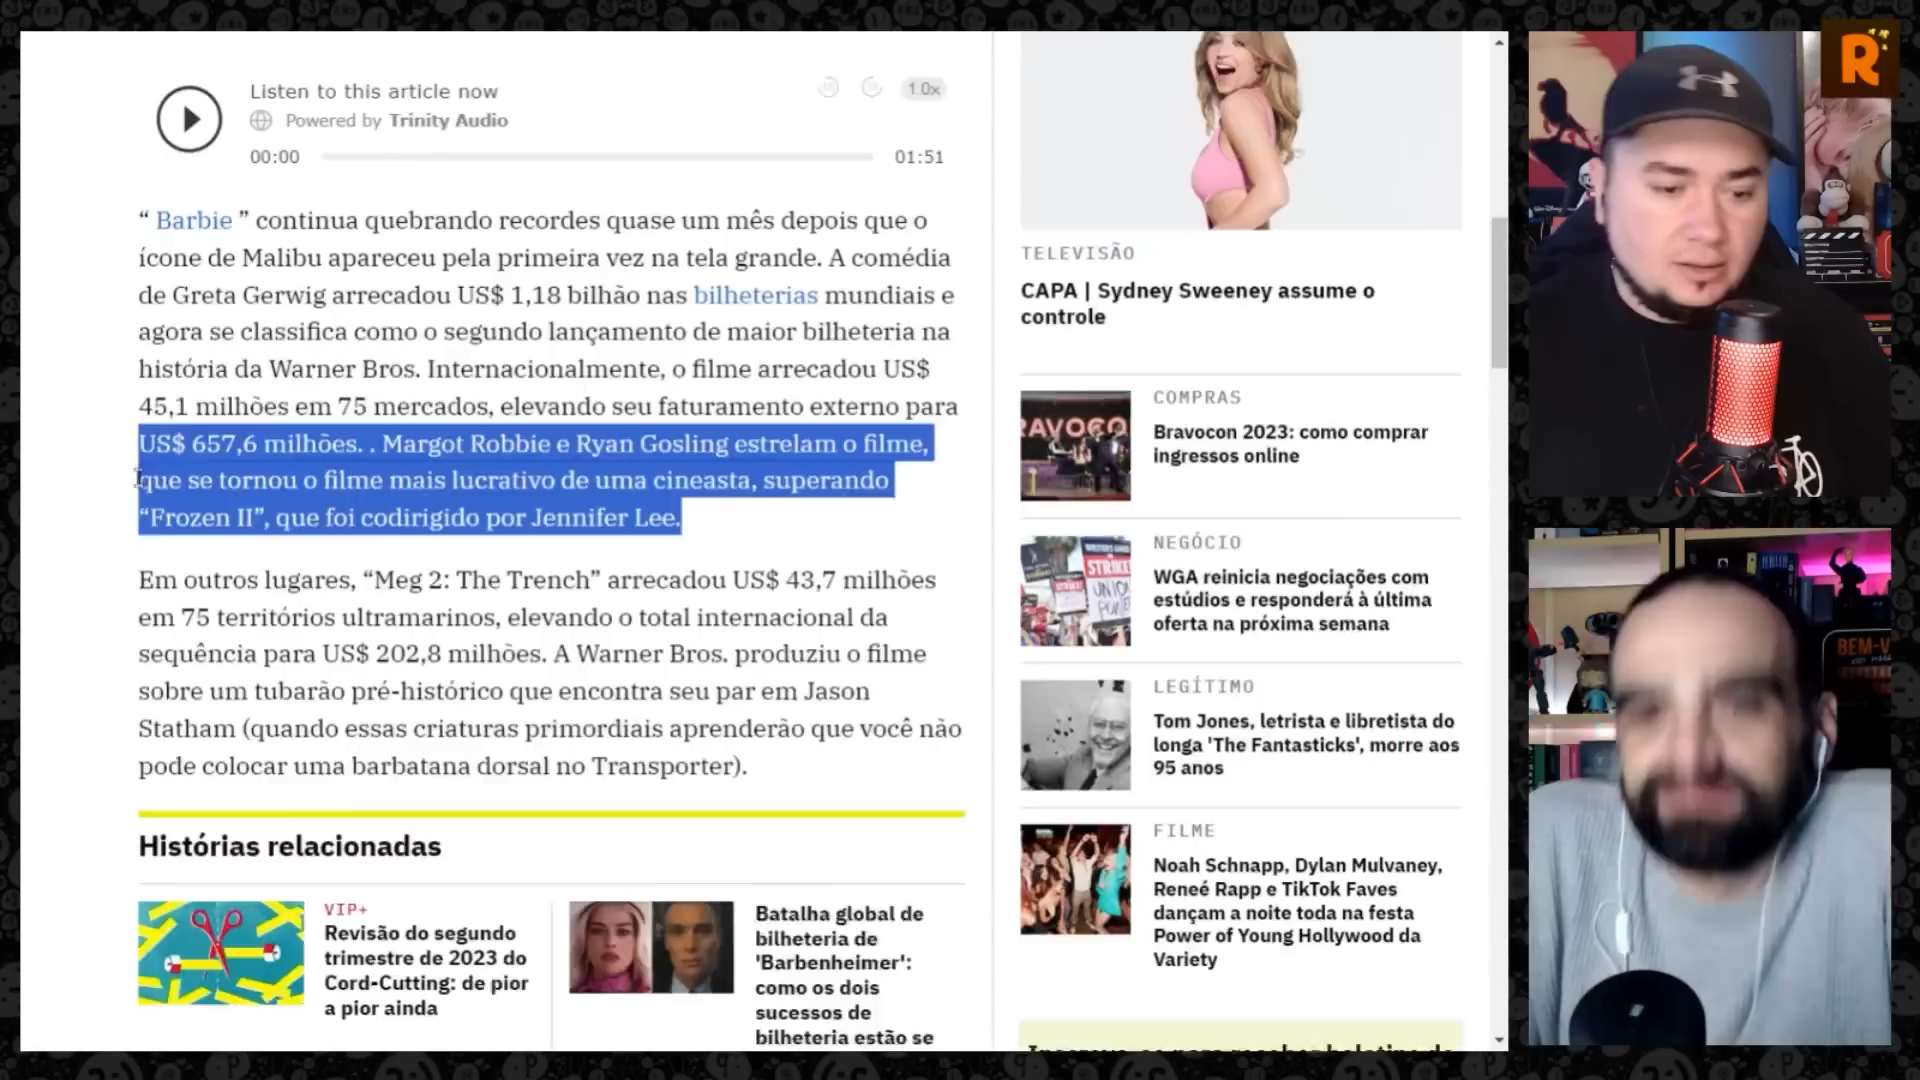 Listen to this article now
1.0x
Powered by Trinity Audio
00:00
01:51
“ Barbie ” continua quebrando recordes quase um mês depois que o
ícone de Malibu apareceu pela primeira vez na tela grande. A comédia
de Greta Gerwig arrecadou US$ 1,18 bilhão nas bilheterias mundiais e
agora se classifica como o segundo lançamento de maior bilheteria na
história da Warner Bros. Internacionalmente, o filme arrecadou US$
45,1 milhões em 75 mercados, elevando seu faturamento externo para
US$ 657,6 milhões. . Margot Robbie e Ryan Gosling estrelam o filme,
que se tornou o filme mais lucrativo de uma cineasta, superando
“Frozen II”, que foi codirigido por Jennifer Lee.
Em outros lugares, “Meg 2: The Trench” arrecadou US$ 43,7 milhões
em 75 territórios ultramarinos, elevando o total internacional da
sequência para US$ 202,8 milhões. A Warner Bros. produziu o filme
sobre um tubarão pré-histórico que encontra seu par em Jason
Statham (quando essas criaturas primordiais aprenderão que você não
pode colocar uma barbatana dorsal no Transporter).
Histórias relacionadas
VIP+
Revisão do segundo
trimestre de 2023 do
Cord-Cutting: de pior
a pior ainda
Batalha global de
bilheteria de
'Barbenheimer':
como os dois
sucessos de
bilheteria estão se
TELEVISÃO
CAPA | Sydney Sweeney assume o
controle
COMPRAS
Bravocon 2023: como comprar
ingressos online
RAVOCO
NEGÓCIO
WGA reinicia negociações com
estúdios e responderá à última
oferta na próxima semana
STRIKE
LEGÍTIMO
Tom Jones, letrista e libretista do
longa 'The Fantasticks', morre aos
95 anos
FILME
Noah Schnapp, Dylan Mulvaney,
Reneé Rapp e TikTok Faves
dançam a noite toda na festa
Power of Young Hollywood da
Variety
R
BEM-V